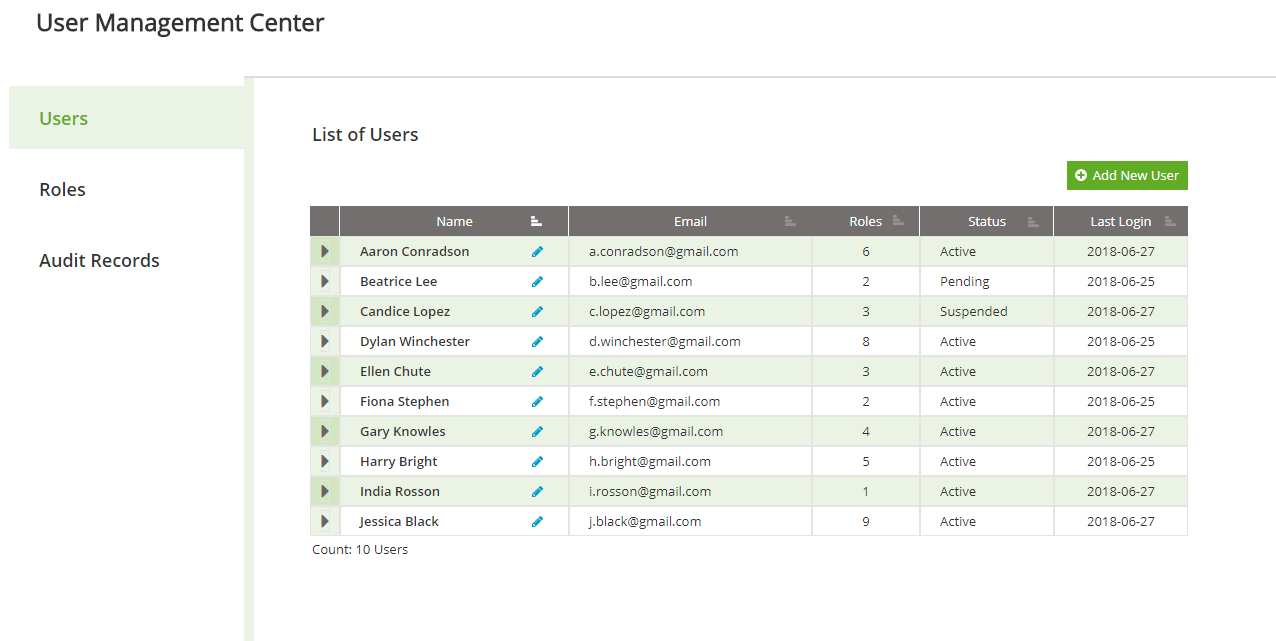 User Management Center
Users
Roles
Audit Records
List of Users
Add New User
Name Email Roles Status Last Login
Aaron Conradson a.conradson@gmail.com 6 Active 2018-06-27
Beatrice Lee b.lee@gmail.com 2 Pending 2018-06-25
Candice Lopez c.lopez@gmail.com 3 Suspended 2018-06-27
Dylan Winchester d.winchester@gmail.com 8 Active 2018-06-25
Ellen Chute e.chute@gmail.com 3 Active 2018-06-27
Fiona Stephen f.stephen@gmail.com 2 Active 2018-06-25
Gary Knowles g.knowles@gmail.com 4 Active 2018-06-27
Harry Bright h.bright@gmail.com 5 Active 2018-06-25
India Rosson i.rosson@gmail.com 1 Active 2018-06-27
Jessica Black j.black@gmail.com 9 Active 2018-06-27
Count: 10 Users